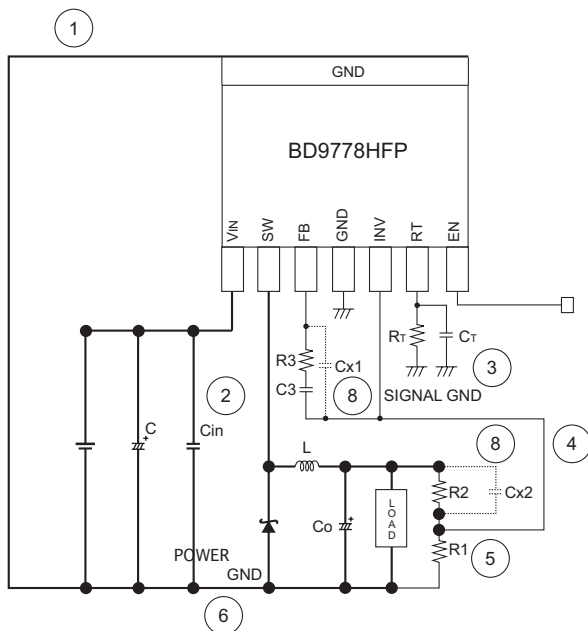 1
GND
BD9778HFP
VIN SW FB GND INV RT EN
RT CT
R3
Cx1
C3
3
2
8
SIGNAL GND
C
+
Cin
8
4
L
R2
Cx2
Co
+
LOAD
POWER
GND
R1
5
6